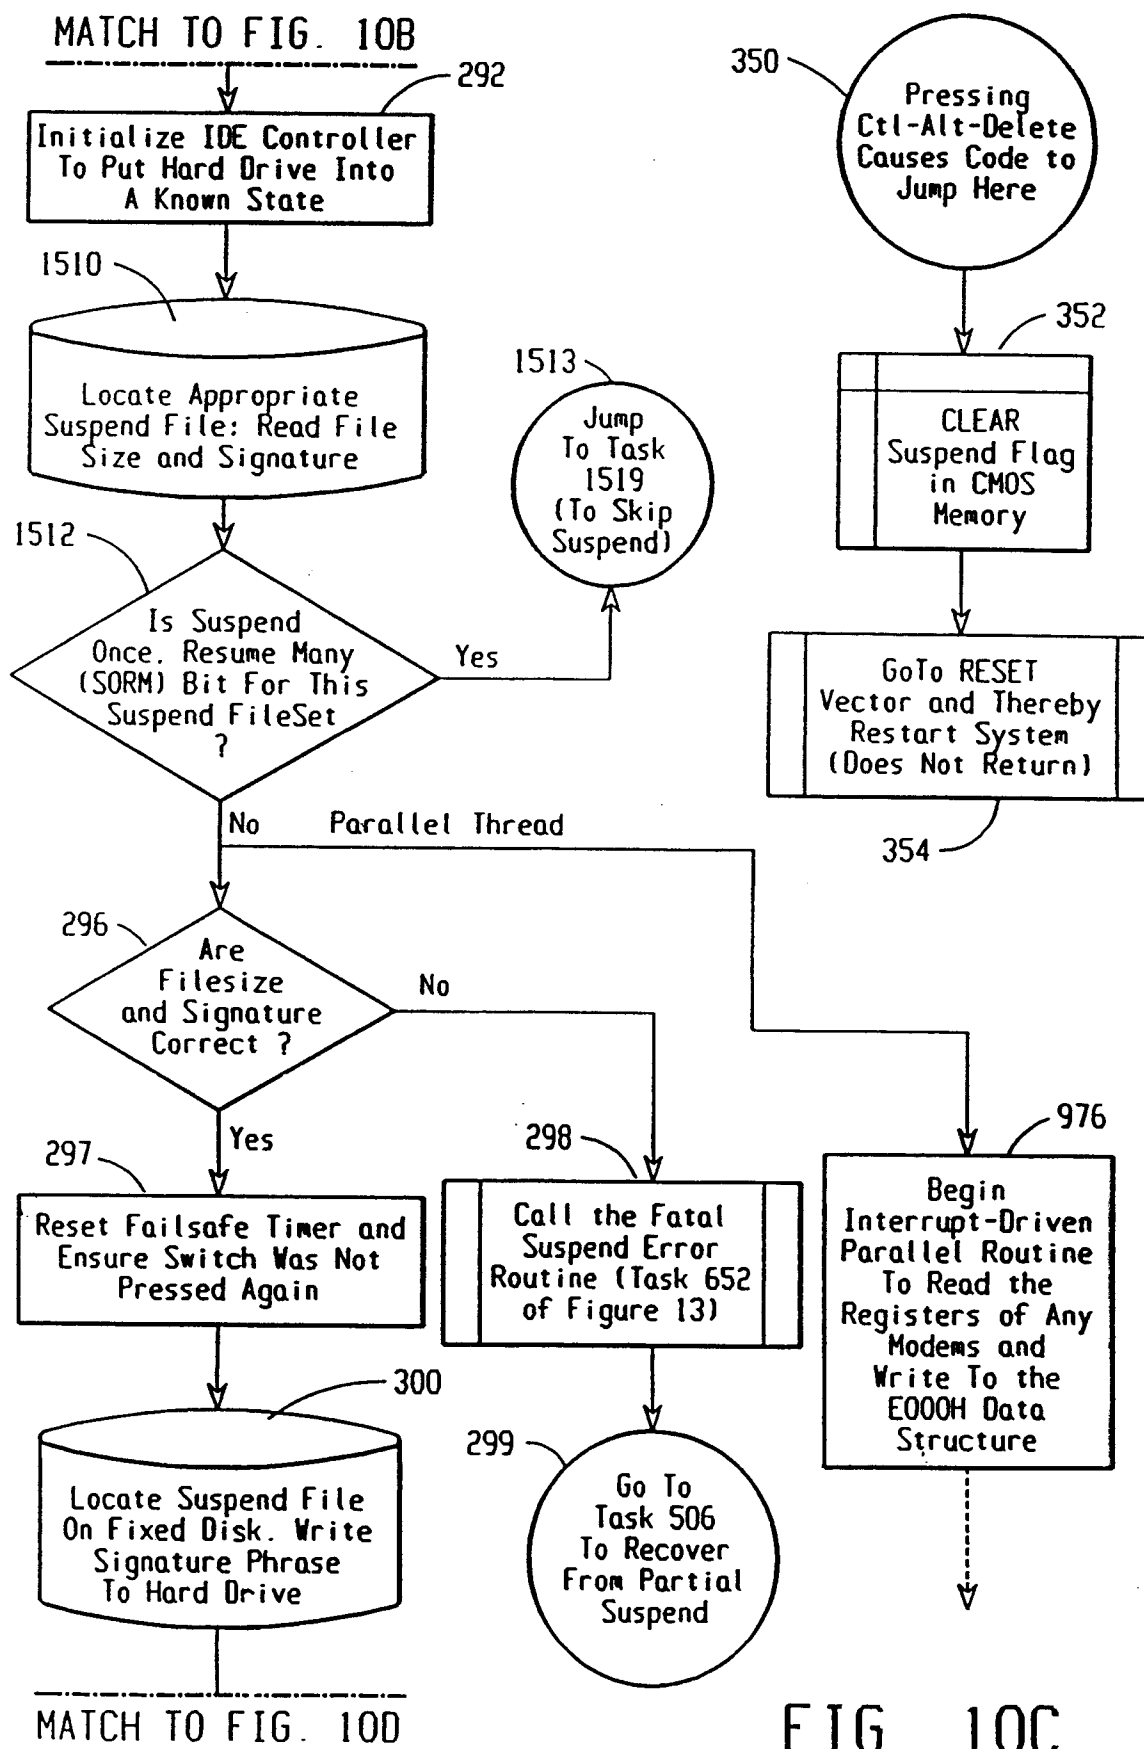 MATCH TO FIG. 10B
292
Initialize IDE Controller
To Put Hard Drive Into
A Known State
1510
Locate Appropriate
Suspend File: Read File
Size and Signature
1512
Is Suspend
Once. Resume Many
(SORM) Bit For This
Suspend FileSet
?
Yes
1513
Jump
To Task
1519
(To Skip
Suspend)
No
Parallel Thread
296
Are
Filesize
and Signature
Correct ?
No
Yes
297
Reset Failsafe Timer and
Ensure Switch Was Not
Pressed Again
298
Call the Fatal
Suspend Error
Routine (Task 652
of Figure 13)
300
Locate Suspend File
On Fixed Disk. Write
Signature Phrase
To Hard Drive
299
Go To
Task 506
To Recover
From Partial
Suspend
MATCH TO FIG. 10D
350
Pressing
Ctl-Alt-Delete
Causes Code to
Jump Here
352
CLEAR
Suspend Flag
in CMOS
Memory
GoTo RESET
Vector and Thereby
Restart System
(Does Not Return)
354
976
Begin
Interrupt-Driven
Parallel Routine
To Read the
Registers of Any
Modems and
Write To the
E000H Data
Structure
FIG 10C